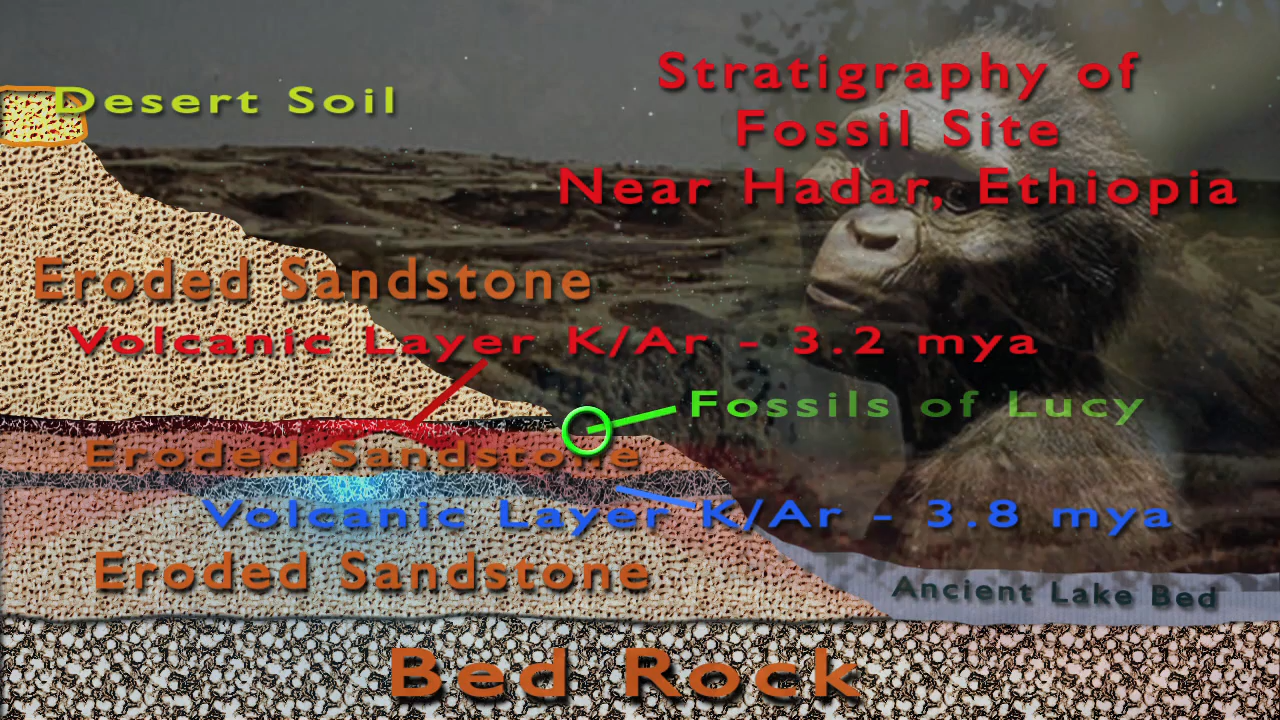 Stratigraphy of
Fossil Site
Near Hadar, Ethiopia
Desert Soil
Eroded Sandstone
Volcanic Layer K/Ar - 3.2 mya
Fossils of Lucy
Eroded Sandstone
Volcanic Layer K/Ar - 3.8 mya
Eroded Sandstone
Ancient Lake Bed
Bed Rock